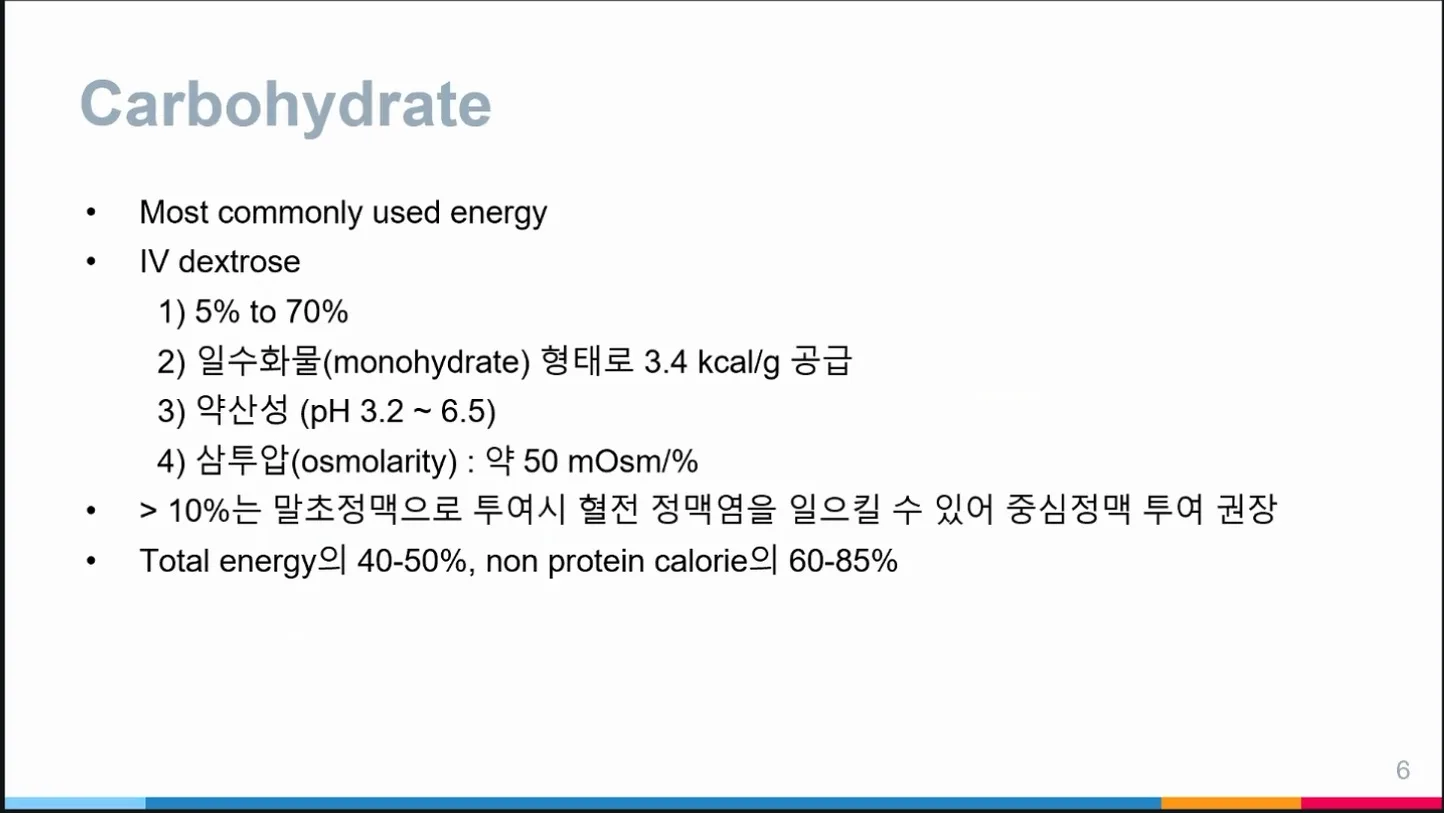 Carbohydrate
• Most commonly used energy
• IV dextrose
1) 5% to 70%
2) 일수화물(monohydrate) 형태로 3.4 kcal/g 공급
3) 약산성 (pH 3.2 ~ 6.5)
4) 삼투압(osmolarity) : 약 50 mOsm/%
• > 10%는 말초정맥으로 투여시 혈전 정맥염을 일으킬 수 있어 중심정맥 투여 권장
• Total energy의 40-50%, non protein calorie의 60-85%
6